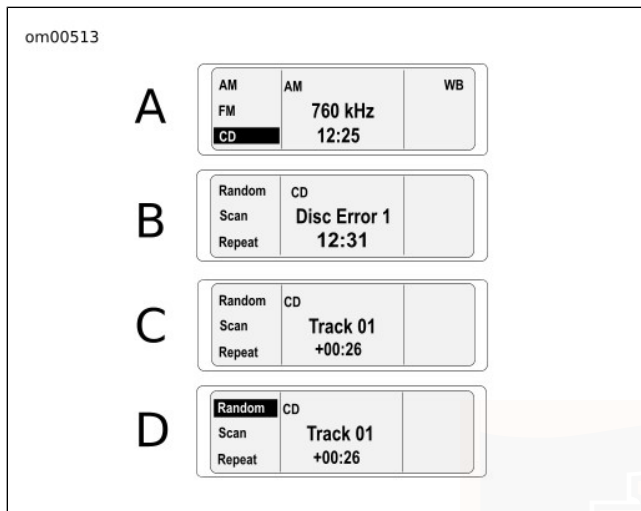 om00513
A
AM AM WB
FM 760 kHz
CD 12:25
B
Random CD
Scan Disc Error 1
Repeat 12:31
C
Random CD
Scan Track 01
Repeat +00:26
D
Random CD
Scan Track 01
Repeat +00:26